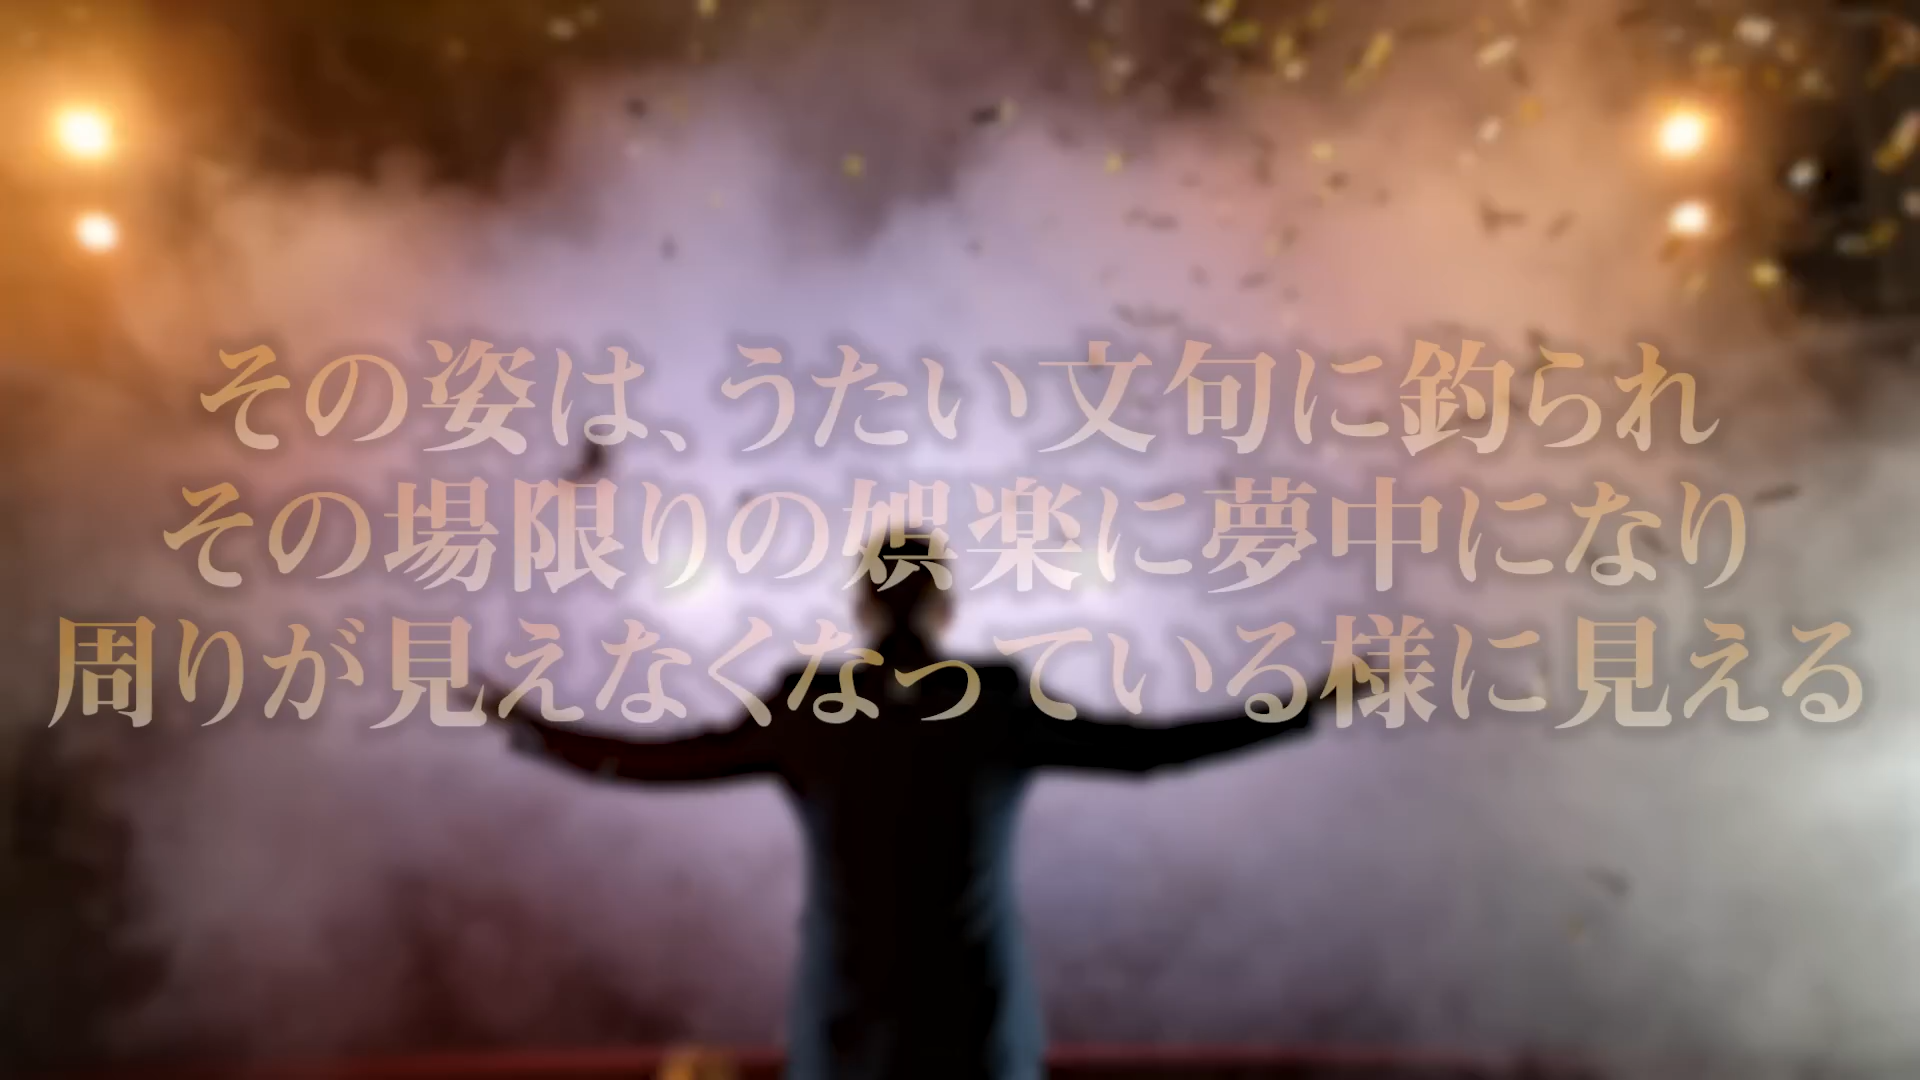 その姿は、うたい文句に釣られ
その場限りの娯楽に夢中になり
周りが見えなくなっている様に見える